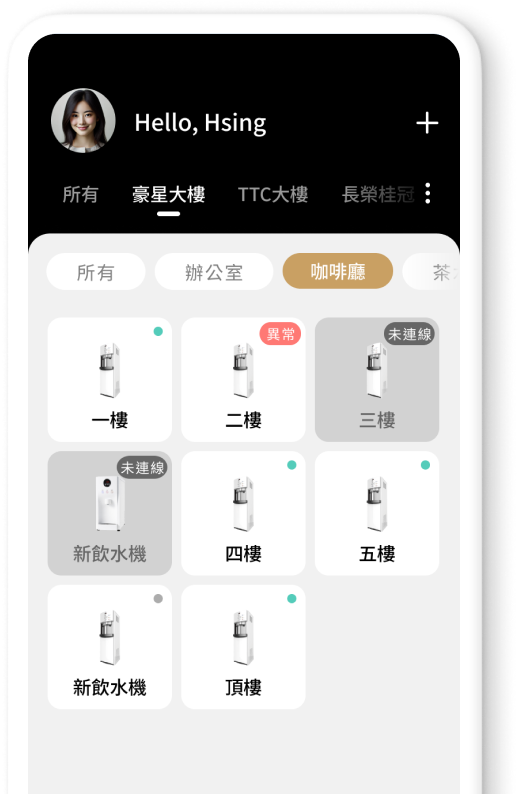 Hello, Hsing
所有 豪星大樓 TTC大樓 長榮桂冠
所有 辦公室 咖啡廳 茶
異常 未連線
一樓 二樓 三樓
未連線
新飲水機 四樓 五樓
新飲水機 頂樓